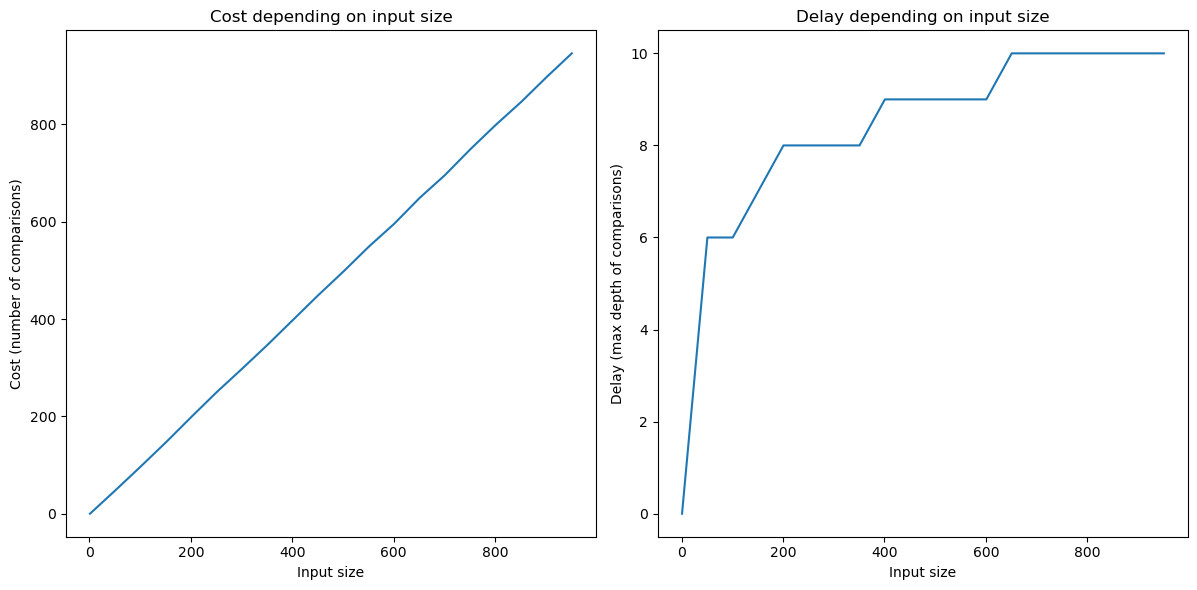 Cost depending on input size
Cost (number of comparisons)
800
600
400
200
0
0 200 400 600 800
Input size
Delay depending on input size
Delay (max depth of comparisons)
10
8
6
4
2
0
0 200 400 600 800
Input size